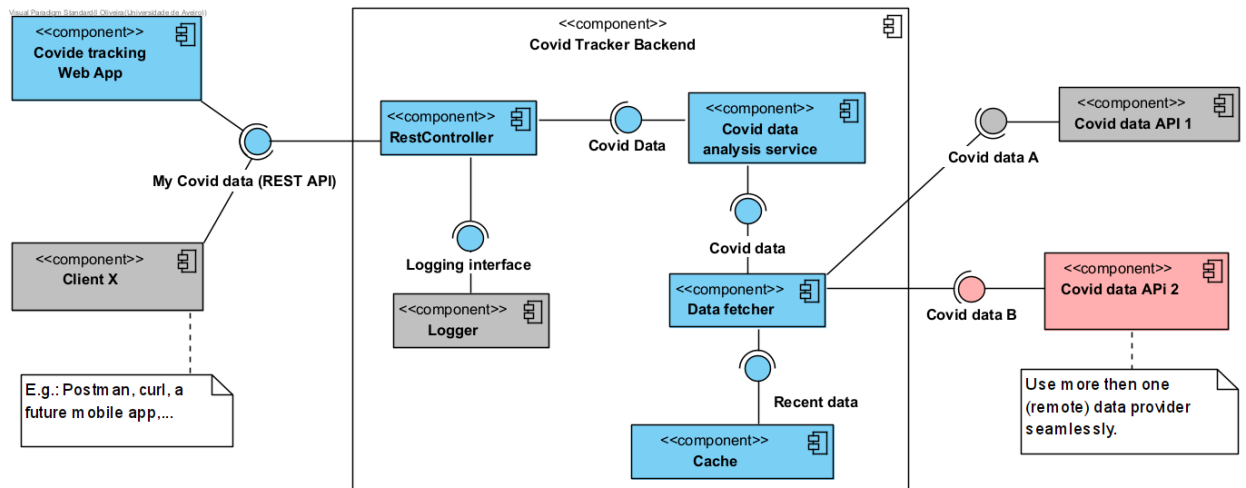 Visual Paradigm Standard(I Oliveira(Universidade de Aveiro))
<<component>>
Covide tracking
Web App
<<component>>
Covid Tracker Backend
<<component>>
RestController
Covid Data
<<component>>
Covid data
analysis service
<<component>>
Covid data API 1
Covid data A
My Covid data (REST API)
<<component>>
Client X
Logging interface
Covid data
<<component>>
Logger
<<component>>
Data fetcher
Covid data B
<<component>>
Covid data APi 2
E.g.: Postman, curl, a
future mobile app,...
Recent data
Use more then one
(remote) data provider
seamlessly.
<<component>>
Cache